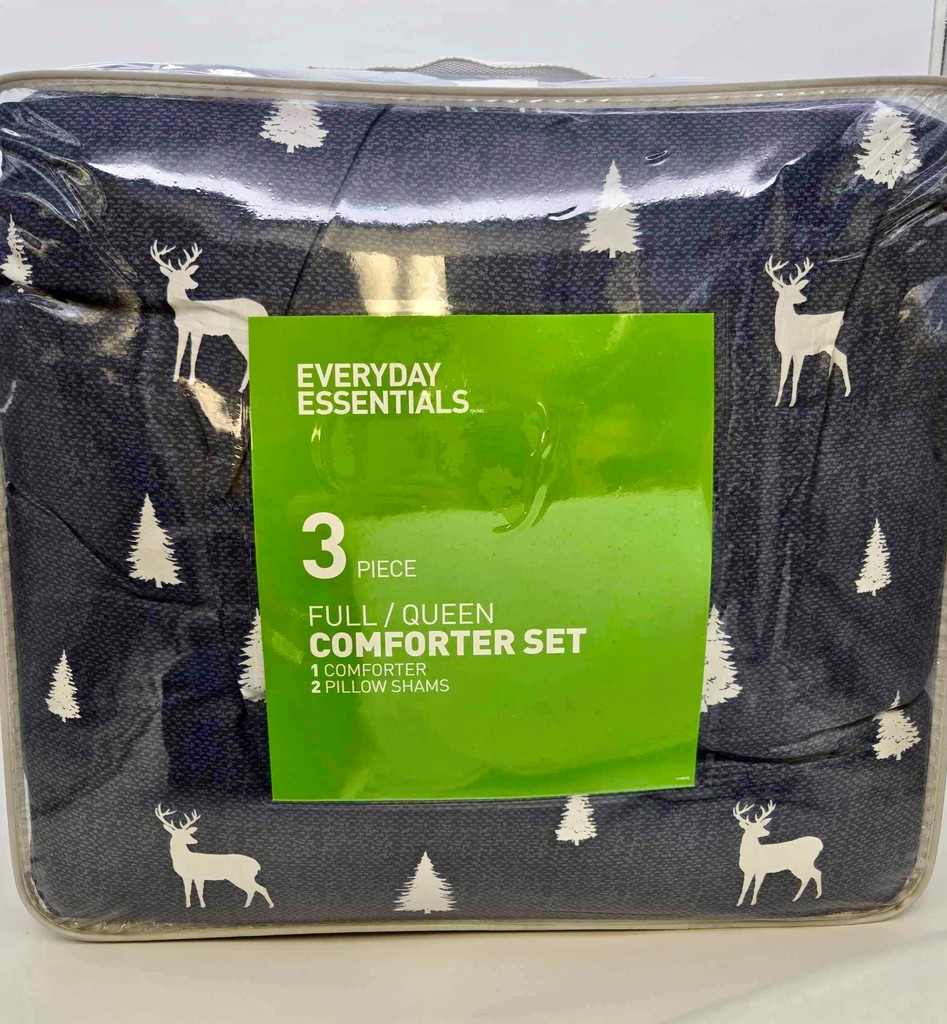 EVERYDAY
ESSENTIALS
3 PIECE
FULL / QUEEN
COMFORTER SET
1 COMFORTER
2 PILLOW SHAMS